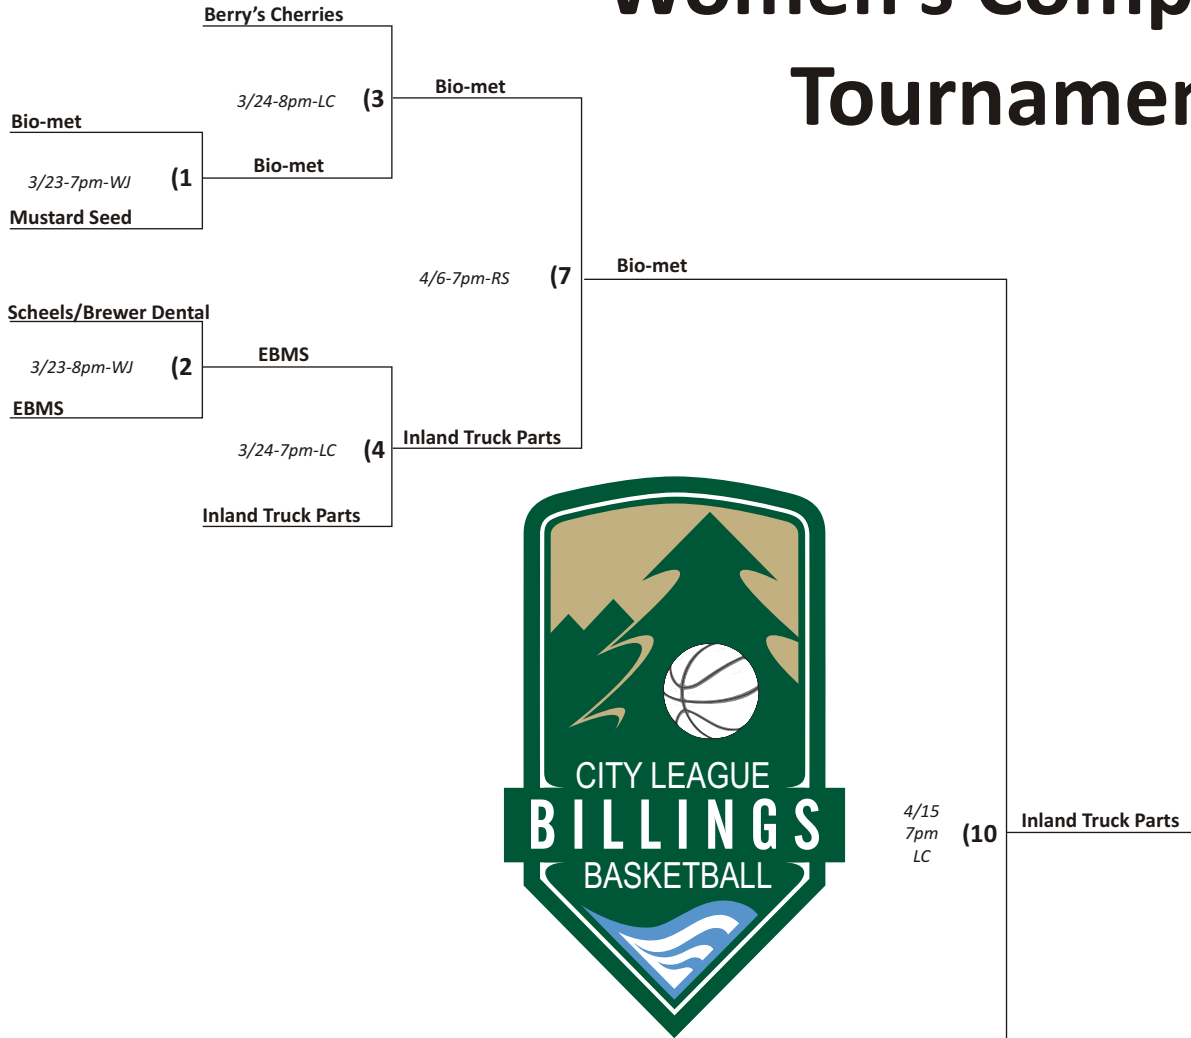 Women's Comp
Tournamen
Berry's Cherries
3/24-8pm-LC (3
Bio-met
Bio-met
3/23-7pm-WJ (1
Bio-met
Mustard Seed
4/6-7pm-RS (7
Bio-met
Scheels/Brewer Dental
3/23-8pm-WJ (2
EBMS
EBMS
3/24-7pm-LC (4
Inland Truck Parts
Inland Truck Parts
CITY LEAGUE
BILLINGS
BASKETBALL
4/15
7pm (10
LC
Inland Truck Parts